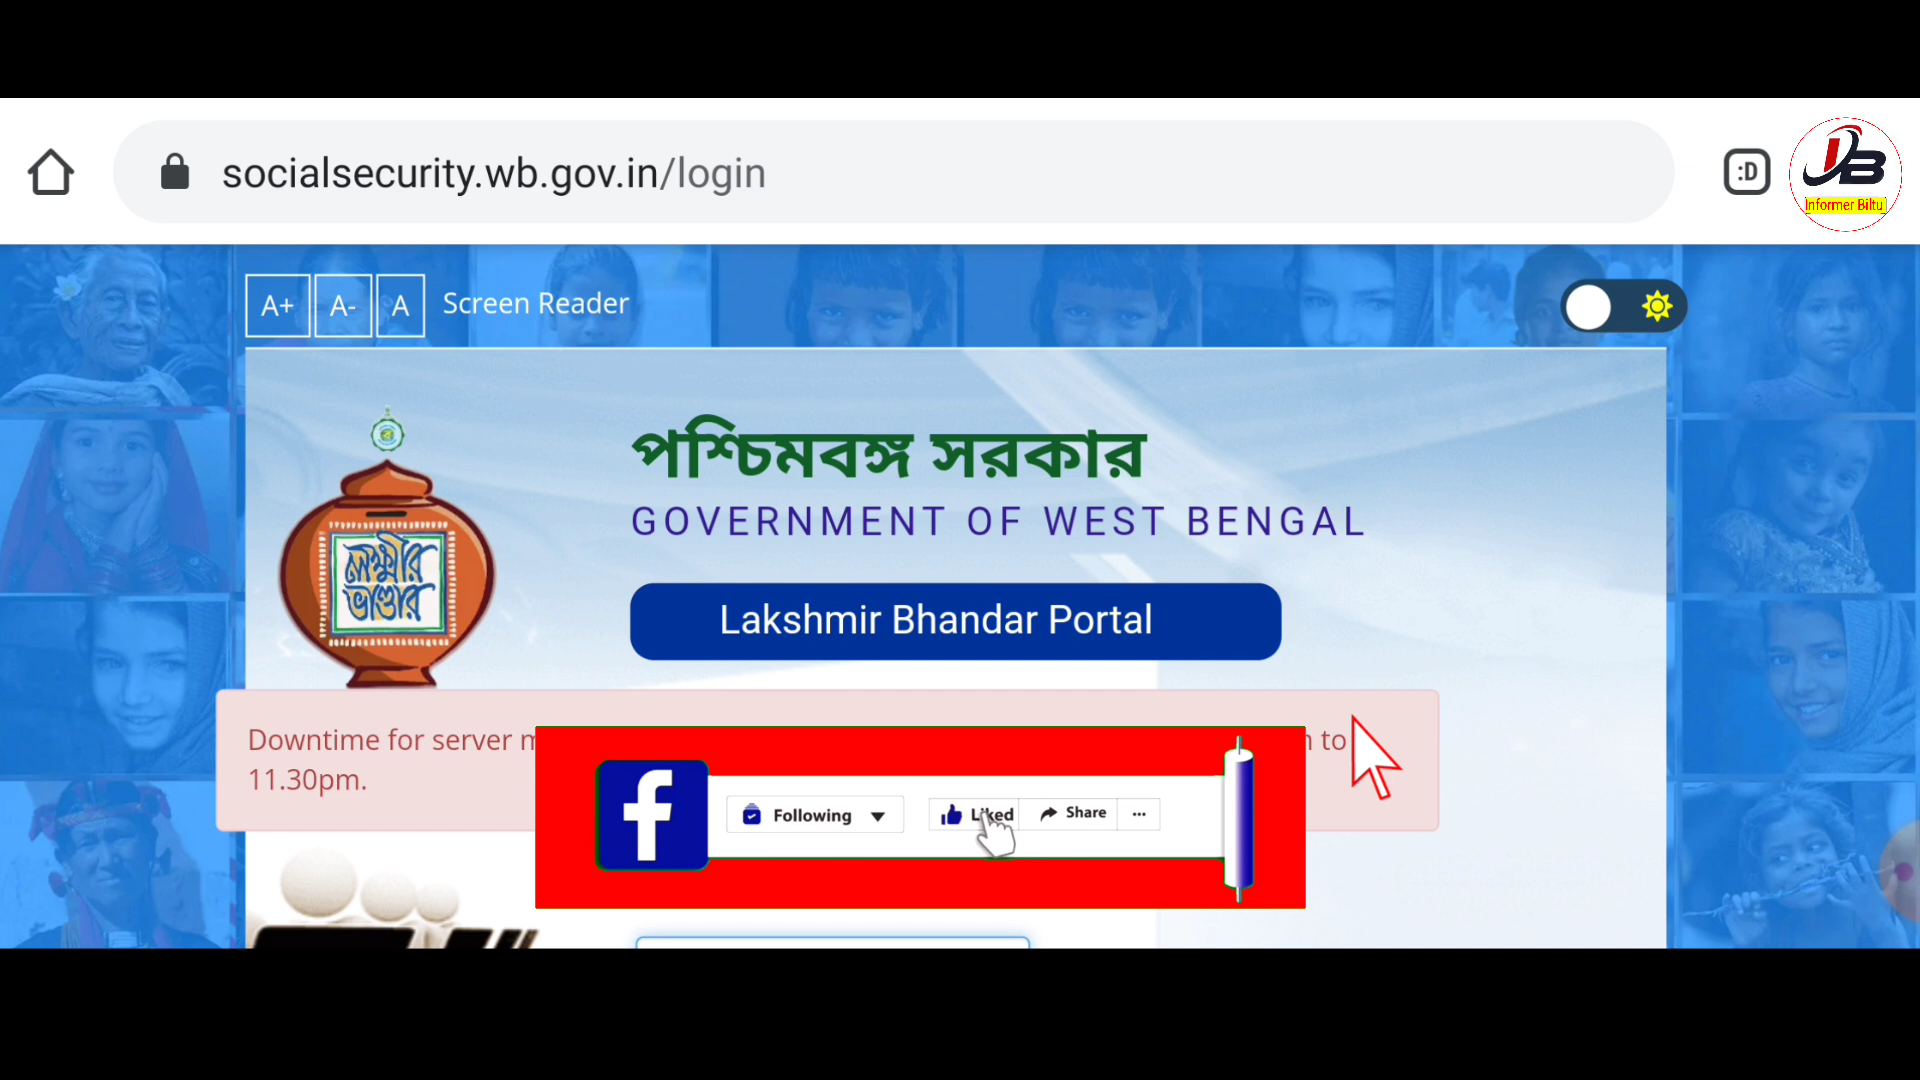 socialsecurity.wb.gov.in/login
:D
Informer Biltu
A+ A- A Screen Reader
পশ্চিমবঙ্গ সরকার
GOVERNMENT OF WEST BENGAL
লক্ষ্মীর
ভাণ্ডার
Lakshmir Bhandar Portal
Downtime for server
to
11.30pm.
Following
Liked
Share